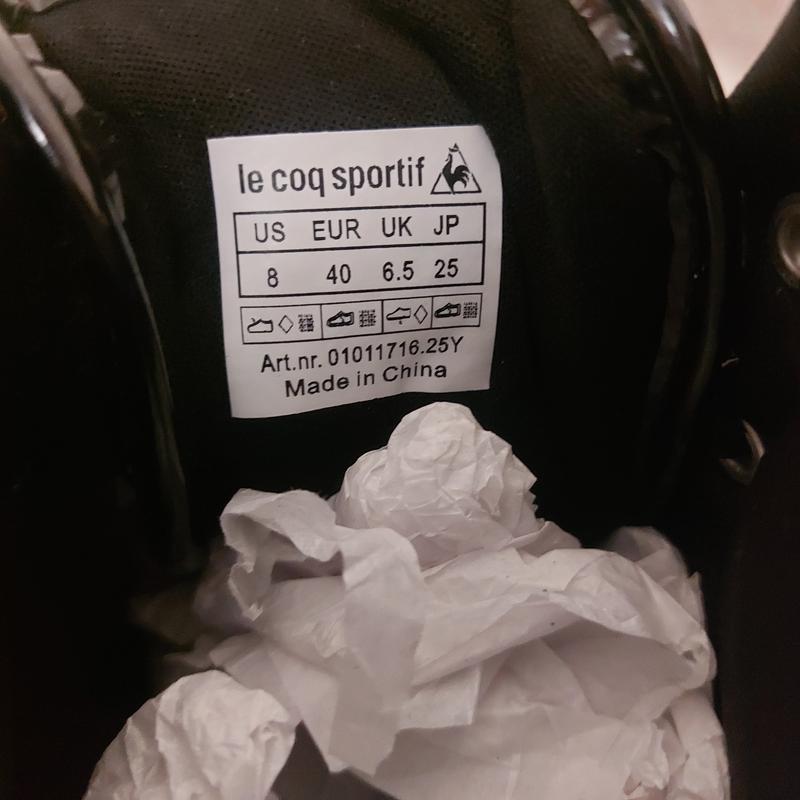 le coq sportif
US EUR UK JP
8 40 6.5 25
Art.nr. 01011716.25Y
Made in China